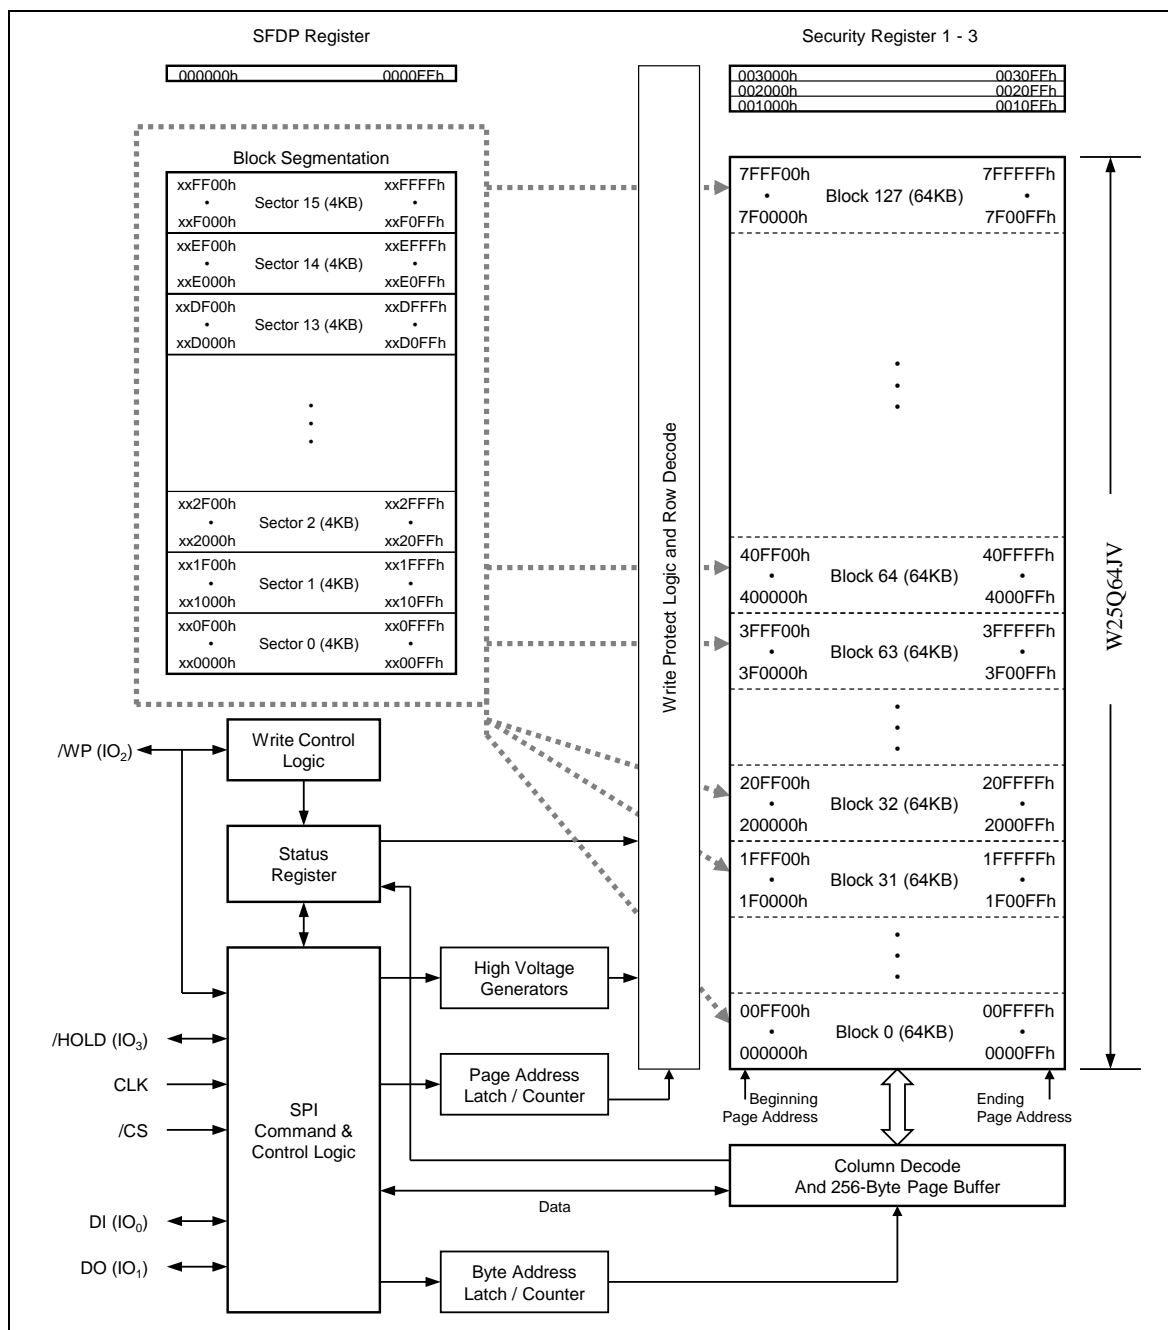 SFDP Register
000000h 0000FFh
Security Register 1 - 3
003000h 0030FFh
002000h 0020FFh
001000h 0010FFh
Block Segmentation
xxFF00h xxFFFFh
• Sector 15 (4KB) •
xxF000h xxF0FFh
xxEF00h xxEFFFh
• Sector 14 (4KB) •
xxE000h xxE0FFh
xxDF00h xxDFFFh
• Sector 13 (4KB) •
xxD000h xxD0FFh
xx2F00h xx2FFFh
• Sector 2 (4KB) •
xx2000h xx20FFh
xx1F00h xx1FFFh
• Sector 1 (4KB) •
xx1000h xx10FFh
xx0F00h xx0FFFh
• Sector 0 (4KB) •
xx0000h xx00FFh
Write Protect Logic and Row Decode
7FFF00h 7FFFFFh
• Block 127 (64KB) •
7F0000h 7F00FFh
40FF00h 40FFFFh
• Block 64 (64KB) •
400000h 4000FFh
3FFF00h 3FFFFFh
• Block 63 (64KB) •
3F0000h 3F00FFh
20FF00h 20FFFFh
• Block 32 (64KB) •
200000h 2000FFh
1FFF00h 1FFFFFh
• Block 31 (64KB) •
1F0000h 1F00FFh
00FF00h 00FFFFh
• Block 0 (64KB) •
000000h 0000FFh
W25Q64JV
Beginning
Page Address
Ending
Page Address
/WP (IO2)
Write Control
Logic
Status
Register
High Voltage
Generators
/HOLD (IO3)
CLK
/CS
DI (IO0)
DO (IO1)
SPI
Command &
Control Logic
Page Address
Latch / Counter
Column Decode
And 256-Byte Page Buffer
Data
Byte Address
Latch / Counter